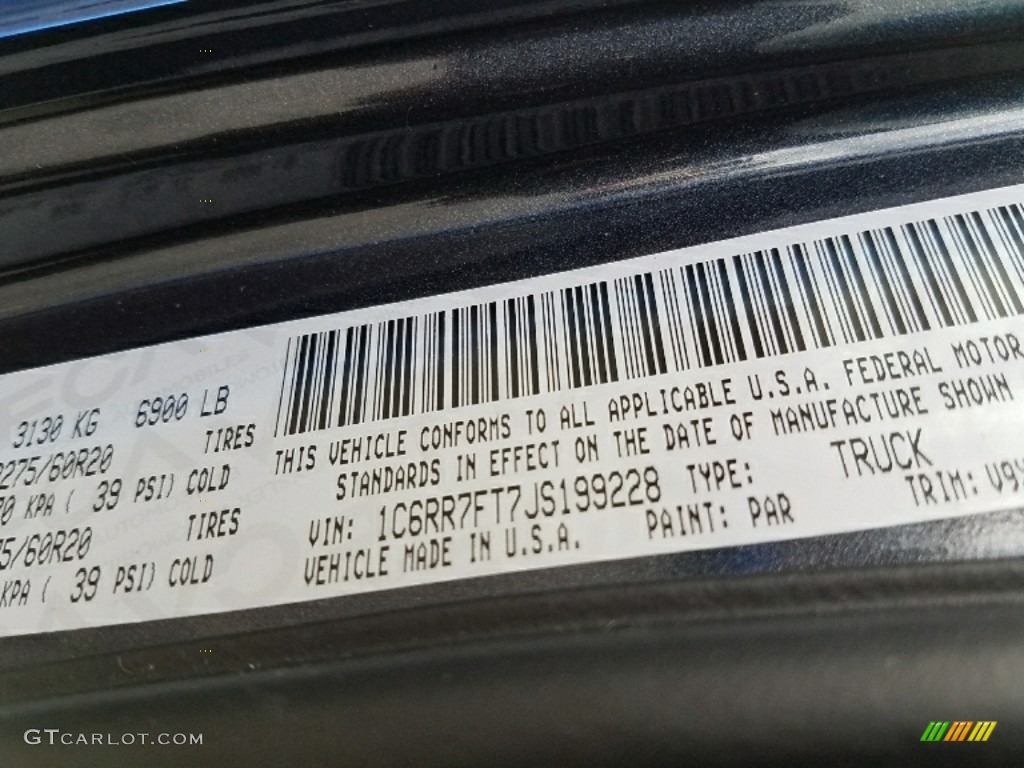 3130 KG 6900 LB
TIRES
275/60R20
KPA ( 39 PSI) COLD
TIRES
/60R20
KPA ( 39 PSI) COLD
THIS VEHICLE CONFORMS TO ALL APPLICABLE U.S.A. FEDERAL MOTOR
STANDARDS IN EFFECT ON THE DATE OF MANUFACTURE SHOWN
VIN: 1C6RR7FT7JS199228 TYPE: TRUCK
VEHICLE MADE IN U.S.A. PAINT: PAR TRIM:
GTCARLOT.COM